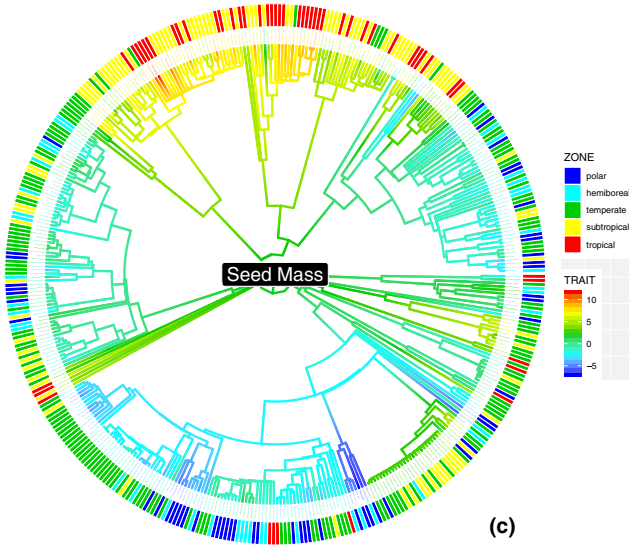 Seed Mass
ZONE
polar
hemiboreal
temperate
subtropical
tropical
TRAIT
10
5
0
−5
(c)